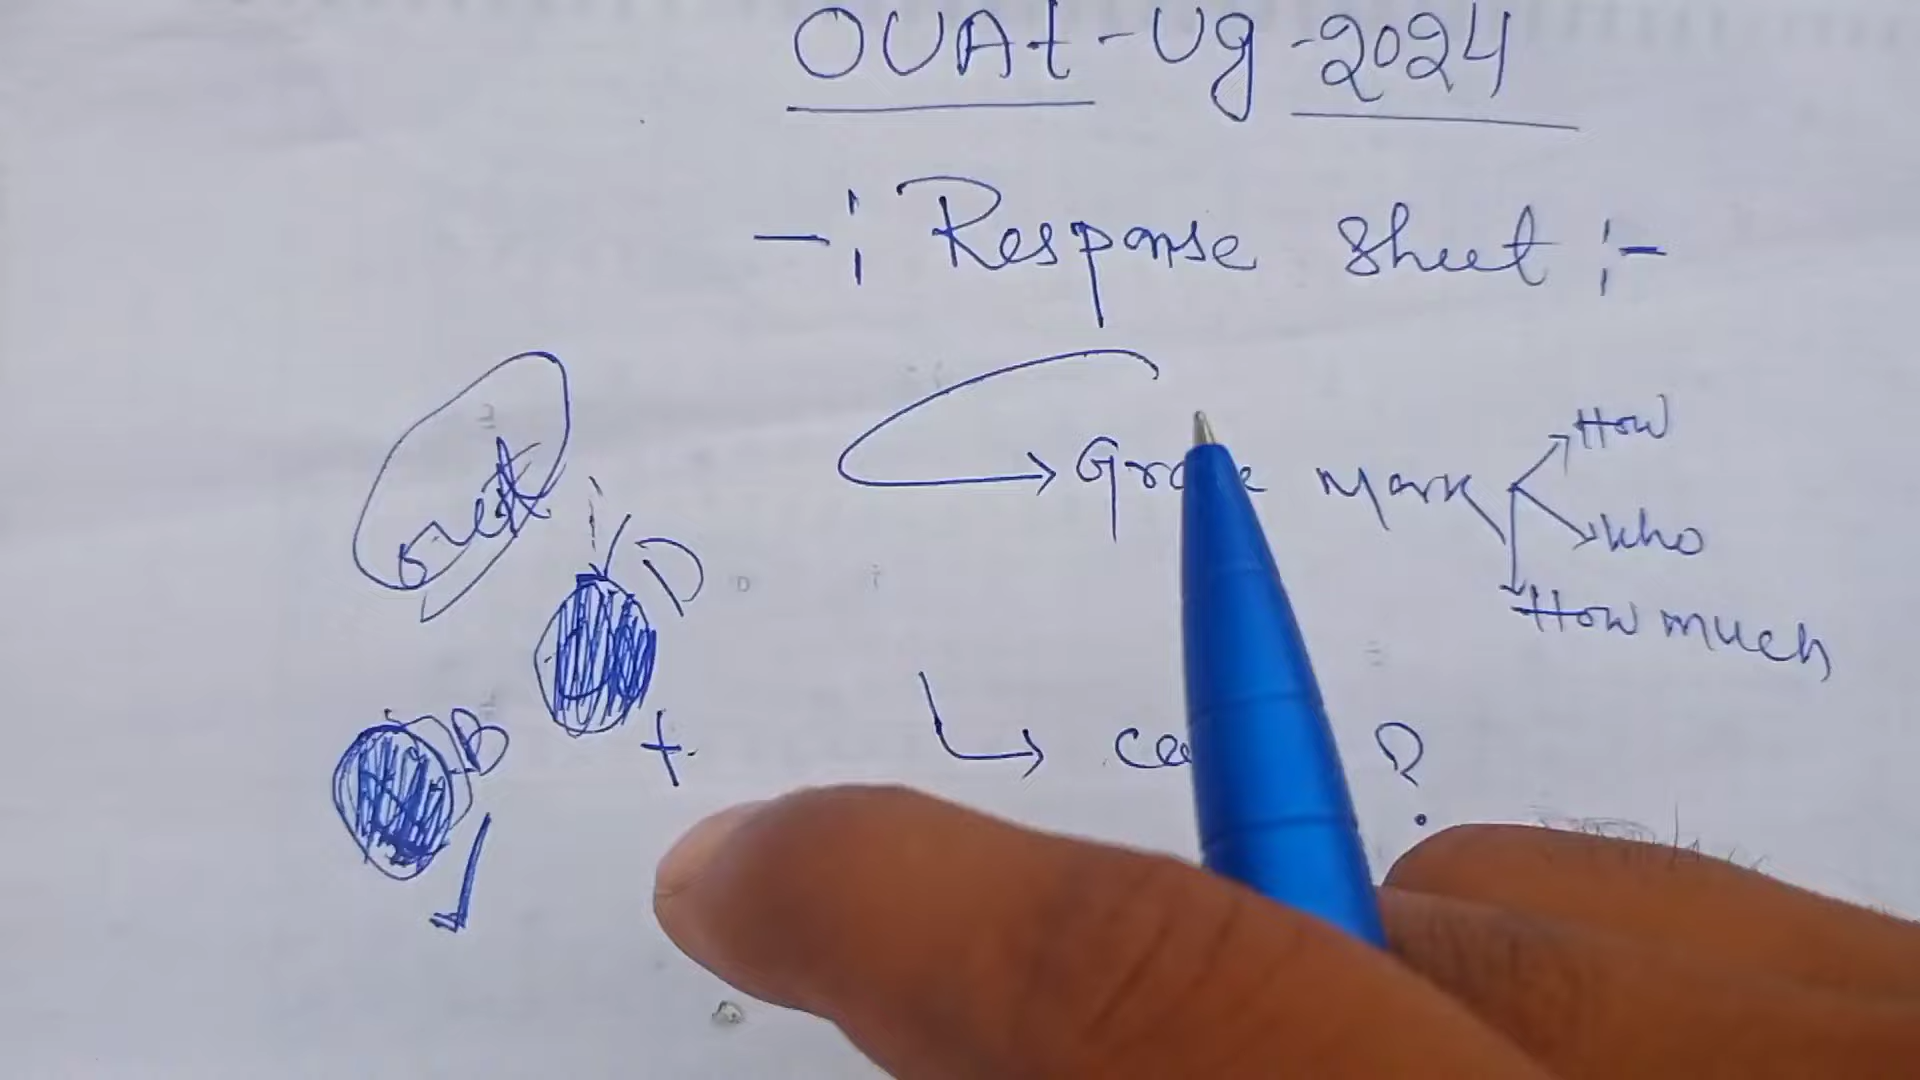 OUAt-Ug-2024
-: Response Sheet :-
How
Mark
Who
How much
D
B
?